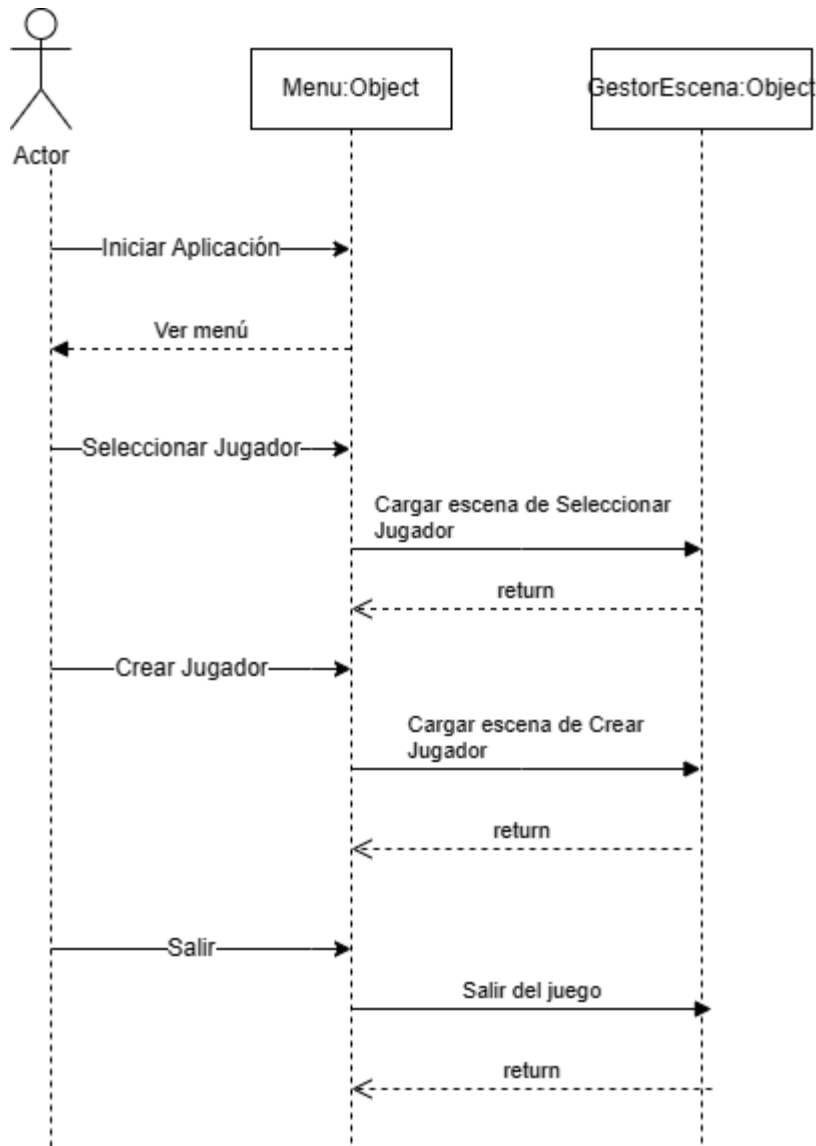 Menu:Object
GestorEscena:Object
Actor
Iniciar Aplicación
Ver menú
Seleccionar Jugador
Cargar escena de Seleccionar
Jugador
return
Crear Jugador
Cargar escena de Crear
Jugador
return
Salir
Salir del juego
return